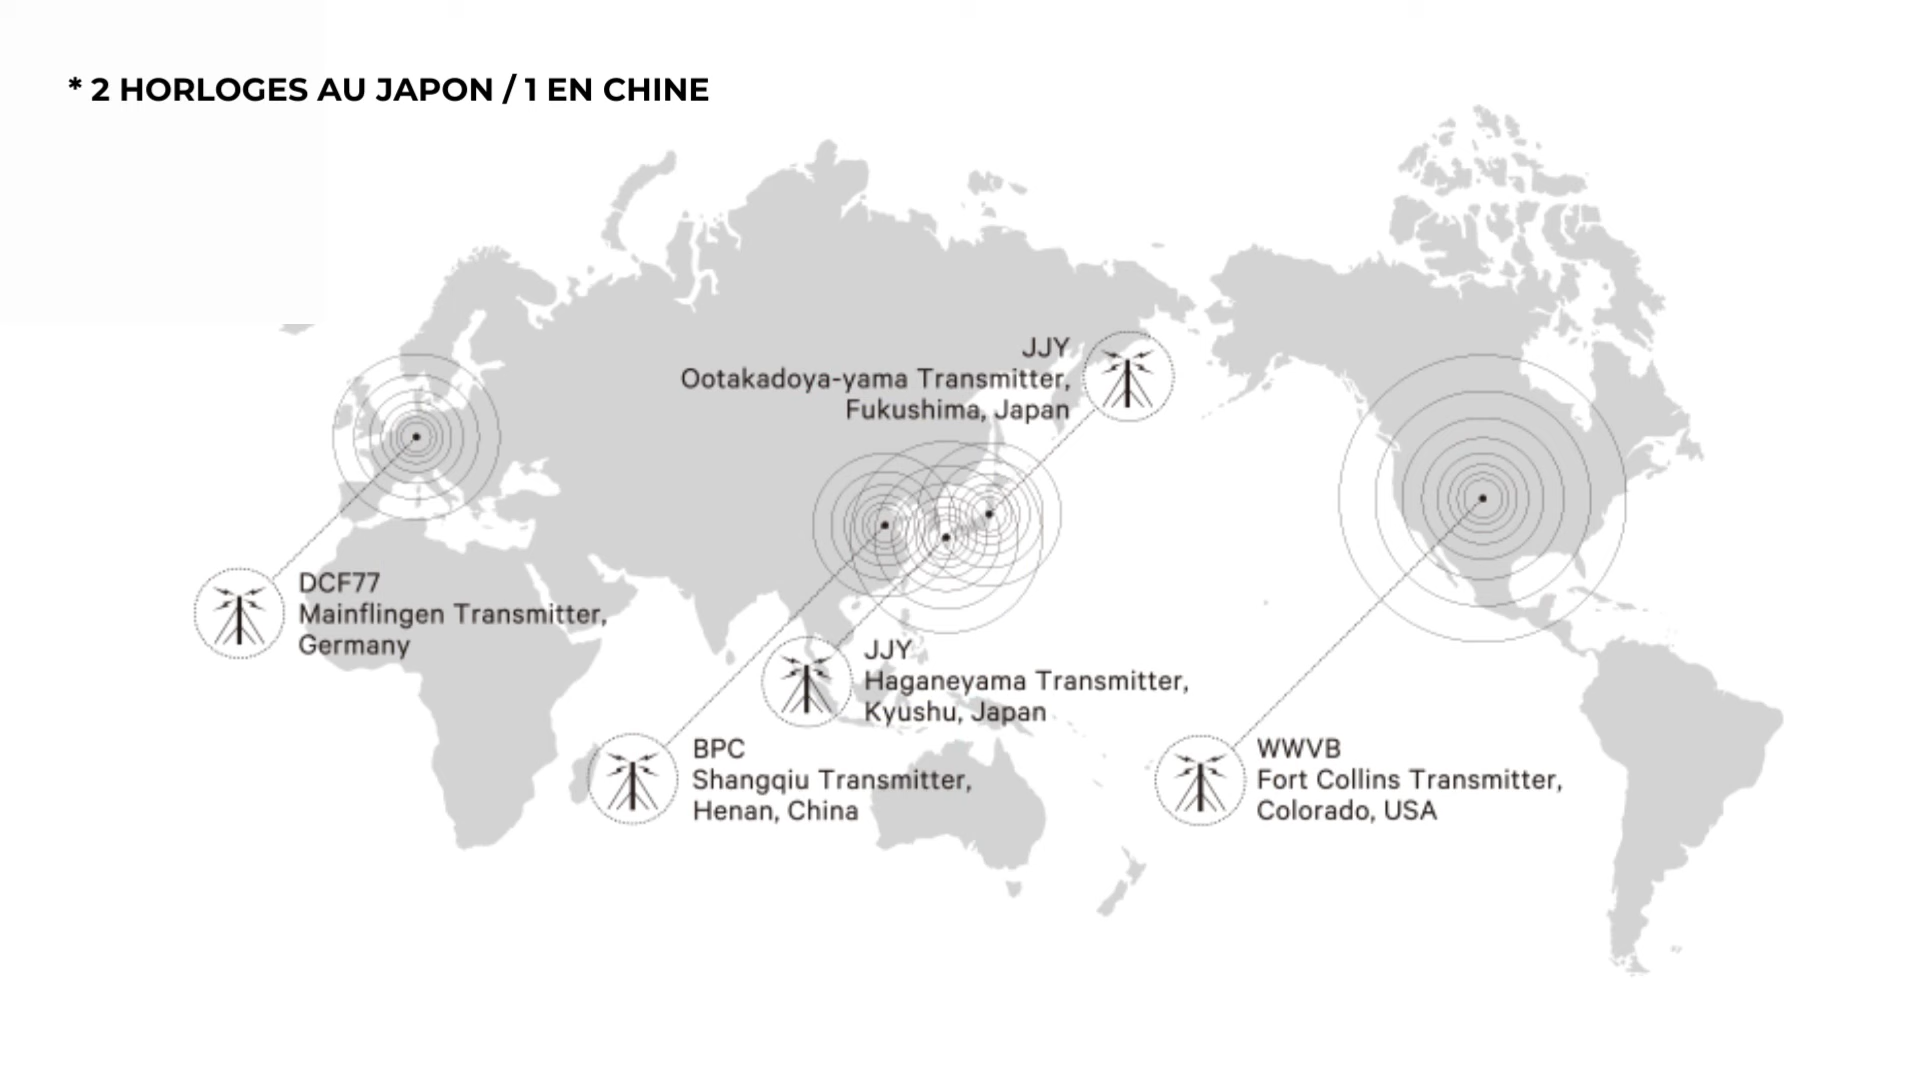 * 2 HORLOGES AU JAPON / 1 EN CHINE
JJY
Ootakadoya-yama Transmitter,
Fukushima, Japan
DCF77
Mainflingen Transmitter,
Germany
JJY
Haganeyama Transmitter,
Kyushu, Japan
BPC
Shangqiu Transmitter,
Henan, China
WWVB
Fort Collins Transmitter,
Colorado, USA